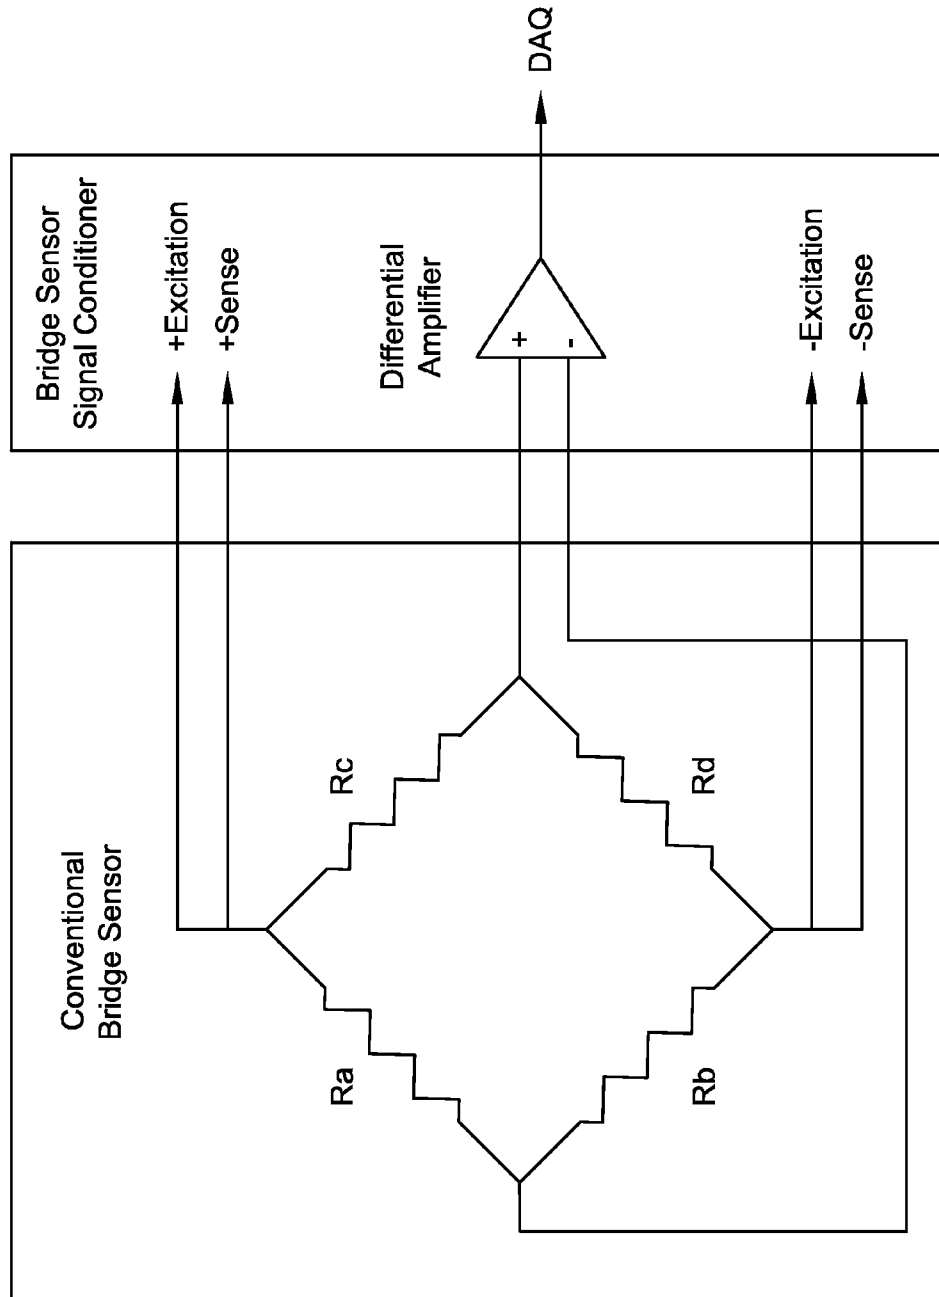 Bridge Sensor
Signal Conditioner
+Excitation
+Sense
Differential
Amplifier
+
-
DAQ
-Excitation
-Sense
Conventional
Bridge Sensor
Ra
Rc
Rb
Rd